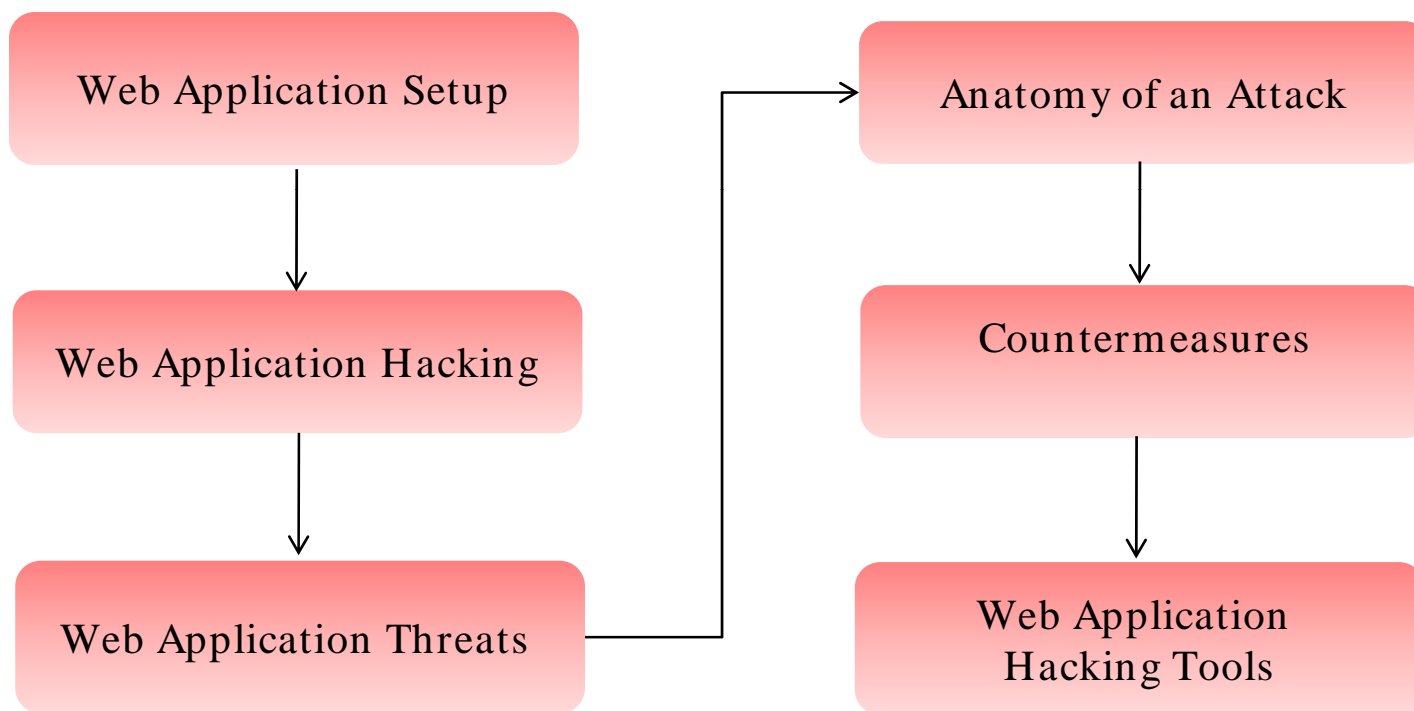 Web Application Setup
Web Application Hacking
Web Application Threats
Anatomy of an Attack
Countermeasures
Web Application
Hacking Tools